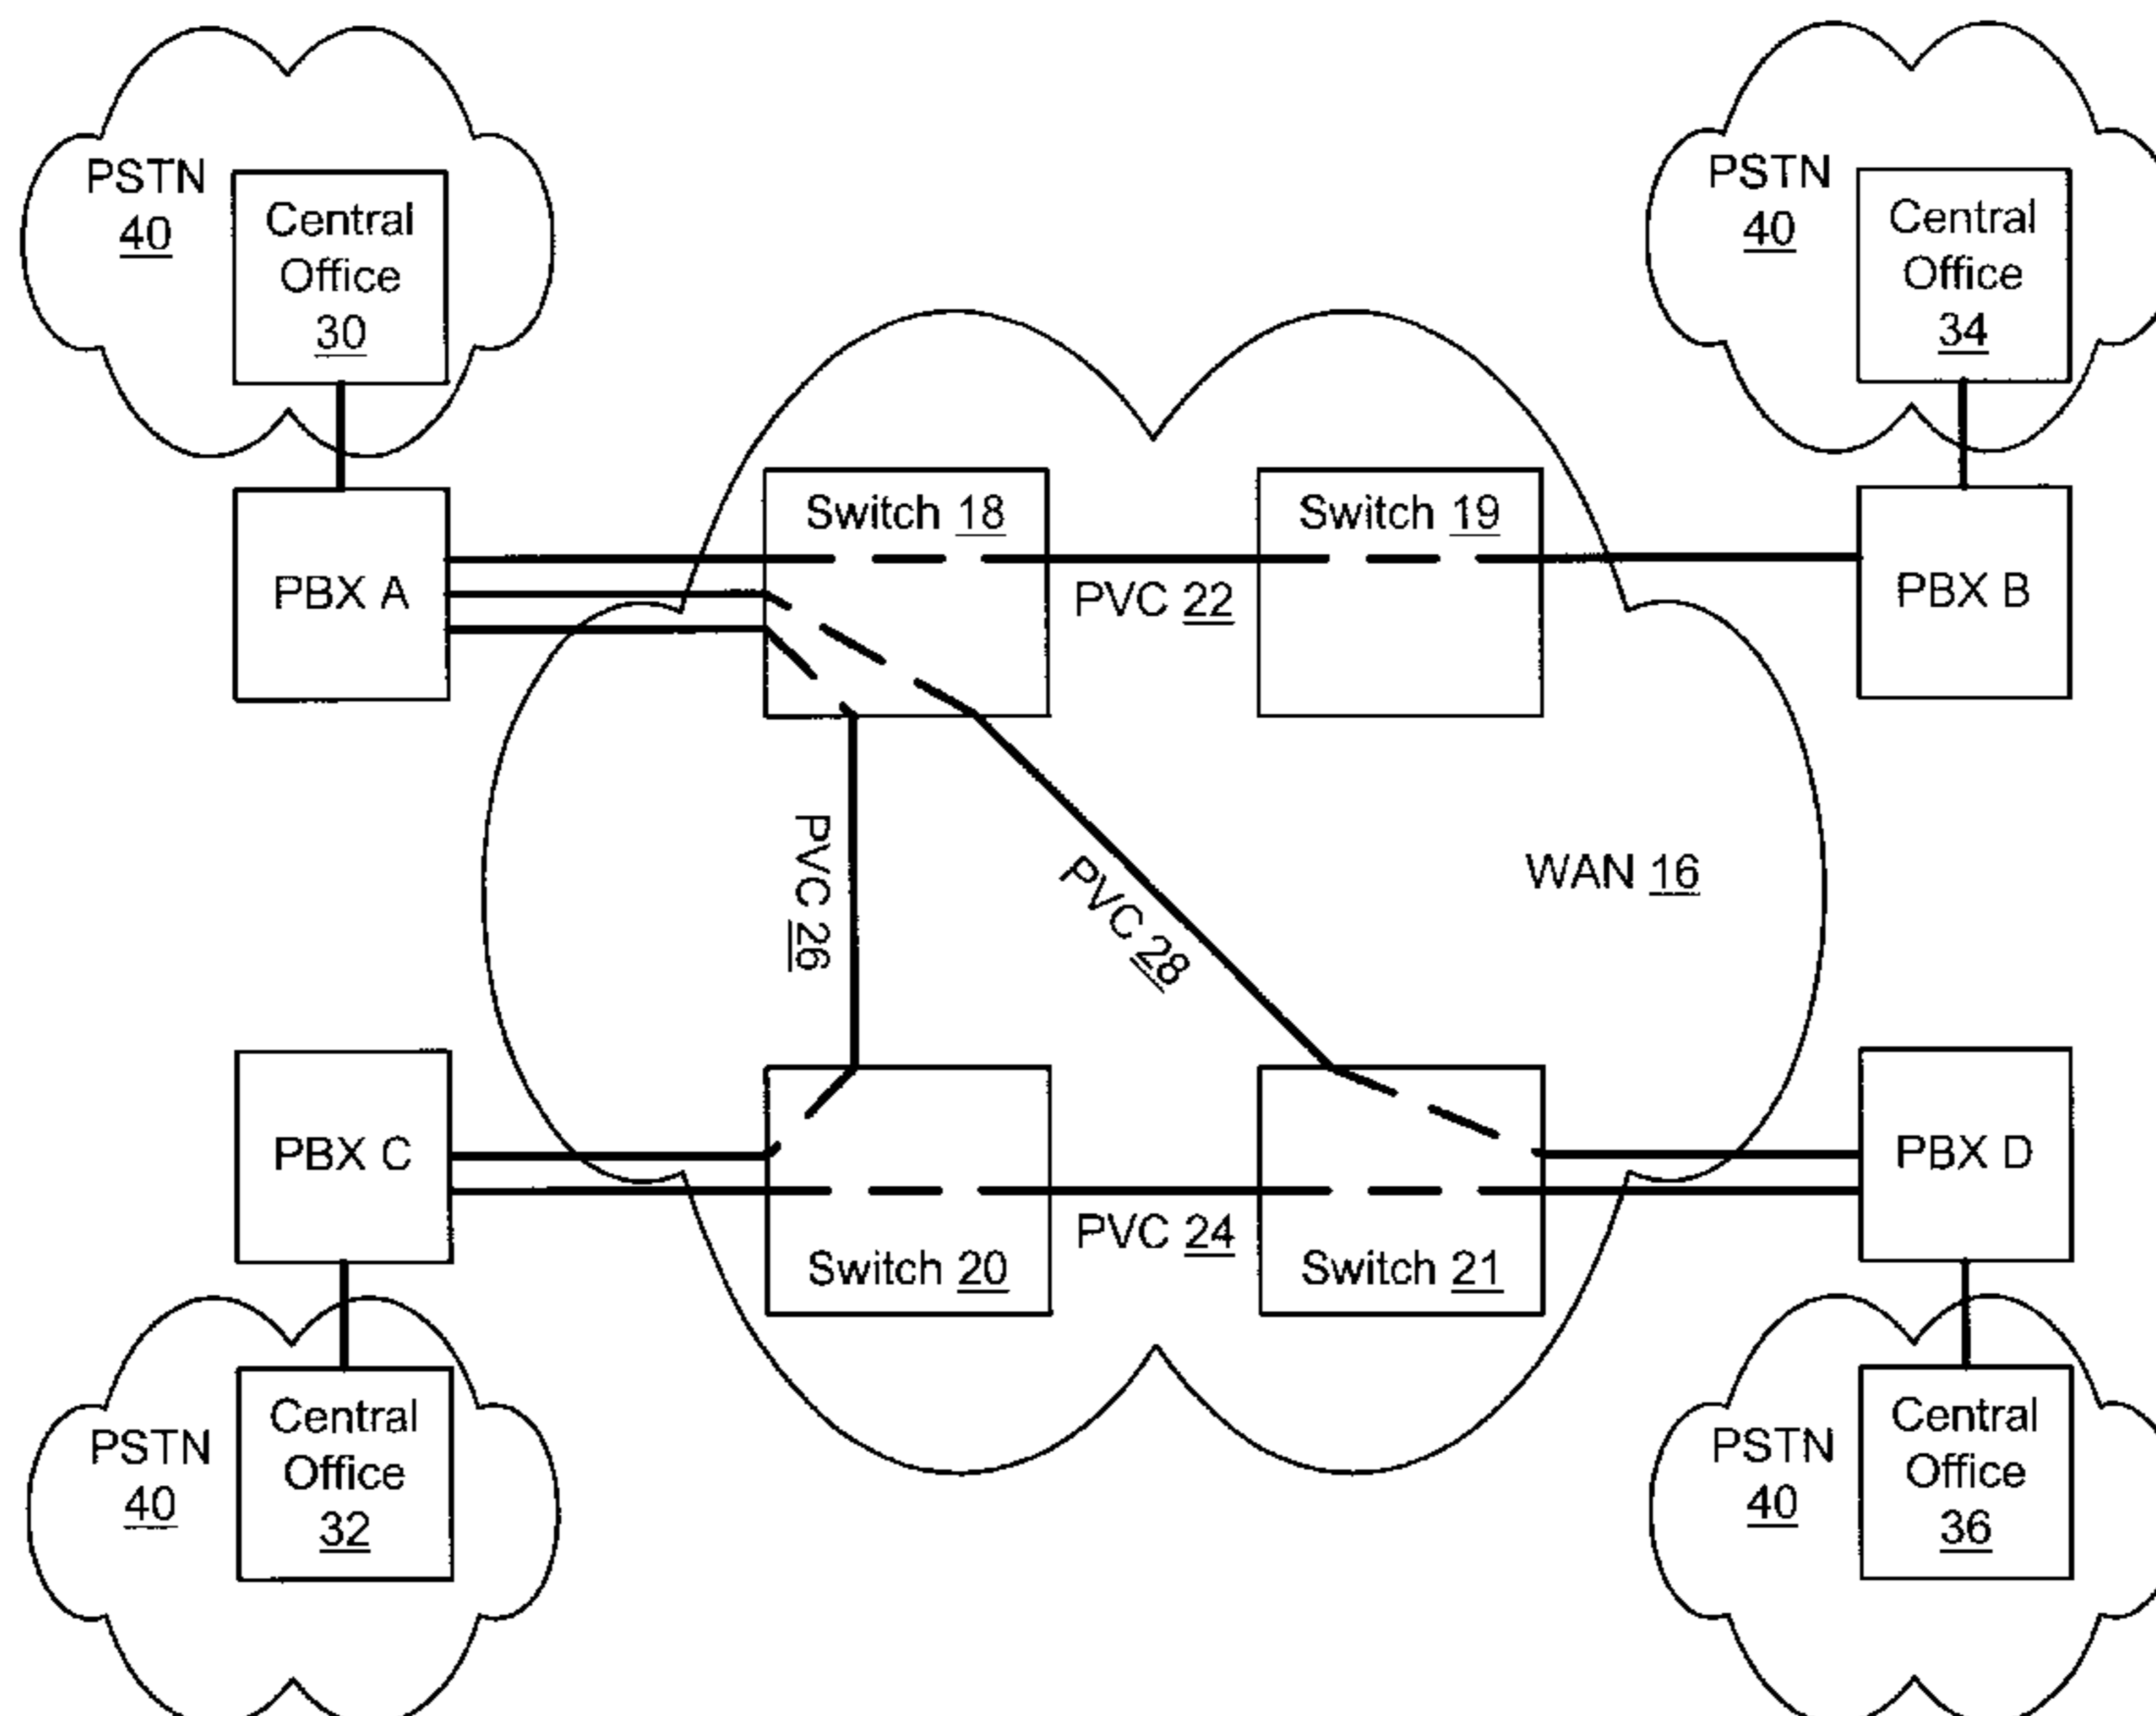 PSTN
40
Central
Office
30
PSTN
40
Central
Office
34
Switch 18
Switch 19
PBX A
PVC 22
PBX B
PVC 26
PVC 28
WAN 16
PBX C
PBX D
PVC 24
Switch 20
Switch 21
PSTN
40
Central
Office
32
PSTN
40
Central
Office
36